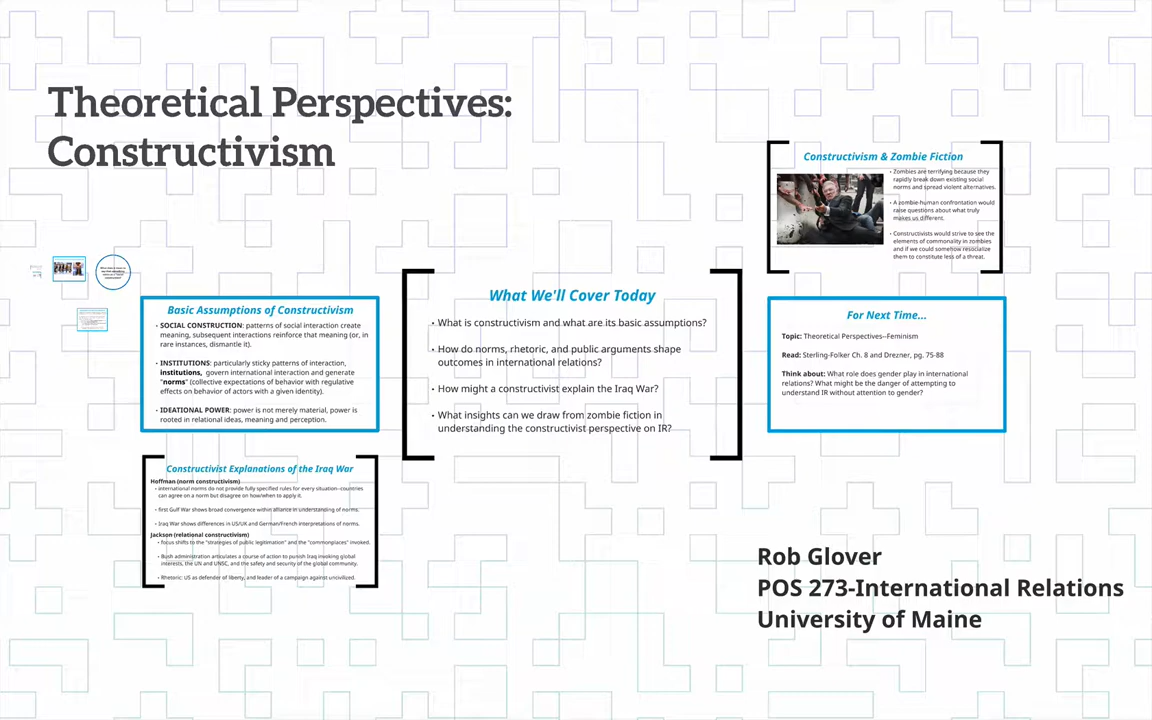 Theoretical Perspectives:
Constructivism
Constructivism & Zombie Fiction
• Zombies are terrifying because they
rapidly break down existing social
norms and spread violent alternatives.
• A zombie-human confrontation would
raise questions about what truly
makes us different.
• Constructivists would strive to see the
elements of commonality in zombies
and if we could somehow resocialize
them to constitute less of a threat.
Basic Assumptions of Constructivism
• SOCIAL CONSTRUCTION: patterns of social interaction create
meaning, subsequent interactions reinforce that meaning (or, in
rare instances, dismantle it).
• INSTITUTIONS: particularly sticky patterns of interaction,
institutions, govern international interaction and generate
"norms" (collective expectations of behavior with regulative
effects on behavior of actors with a given identity).
• IDEATIONAL POWER: power is not merely material, power is
rooted in relational ideas, meaning and perception.
What We'll Cover Today
• What is constructivism and what are its basic assumptions?
• How do norms, rhetoric, and public arguments shape
outcomes in international relations?
• How might a constructivist explain the Iraq War?
• What insights can we draw from zombie fiction in
understanding the constructivist perspective on IR?
For Next Time...
Topic: Theoretical Perspectives--Feminism
Read: Sterling-Folker Ch. 8 and Drezner, pg. 75-88
Think about: What role does gender play in international
relations? What might be the danger of attempting to
understand IR without attention to gender?
Constructivist Explanations of the Iraq War
Hoffman (norm constructivism)
• international norms do not provide fully specified rules for every situation--countries
can agree on a norm but disagree on how/when to apply it.
• first Gulf War shows broad convergence within alliance in understanding of norms.
• Iraq War shows differences in US/UK and German/French interpretations of norms.
Jackson (relational constructivism)
• focus shifts to the "strategies of public legitimation" and the "commonplaces" invoked.
• Bush administration articulates a course of action to punish Iraq invoking global
interests, the UN and UNSC, and the safety and security of the global community.
• Rhetoric: US as defender of liberty, and leader of a campaign against uncivilized.
Rob Glover
POS 273-International Relations
University of Maine